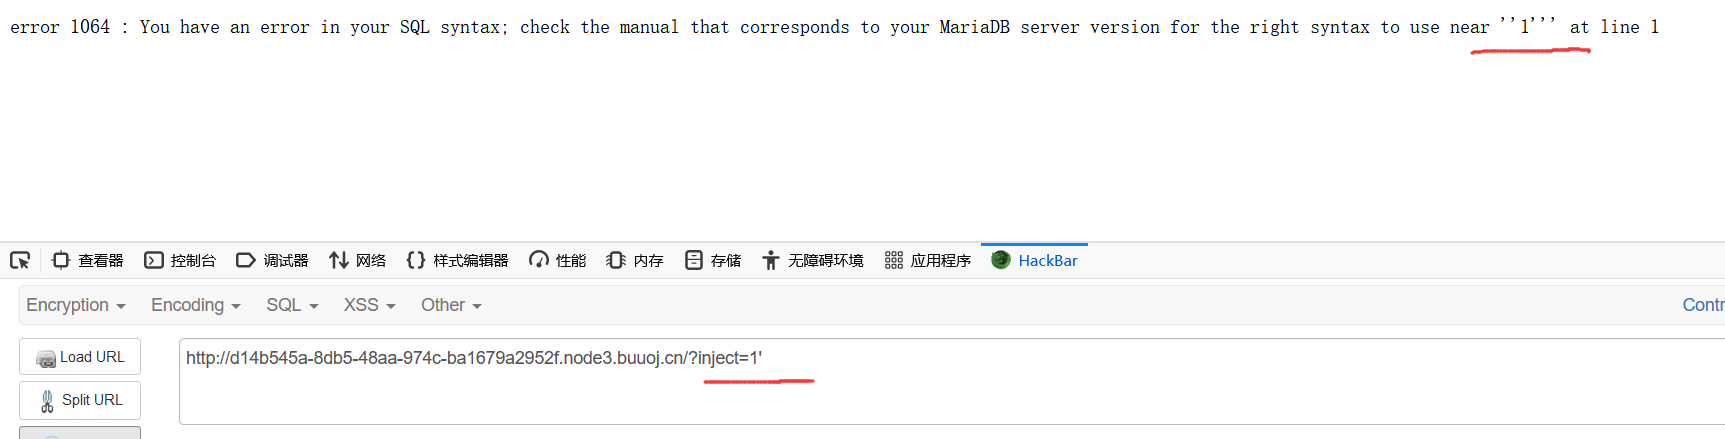 error 1064 : You have an error in your SQL syntax; check the manual that corresponds to your MariaDB server version for the right syntax to use near ''1''' at line 1
查看器 控制台 调试器 网络 样式编辑器 性能 内存 存储 无障碍环境 应用程序 HackBar
Encryption Encoding SQL XSS Other Contr
Load URL http://d14b545a-8db5-48aa-974c-ba1679a2952f.node3.buuoj.cn/?inject=1'
Split URL